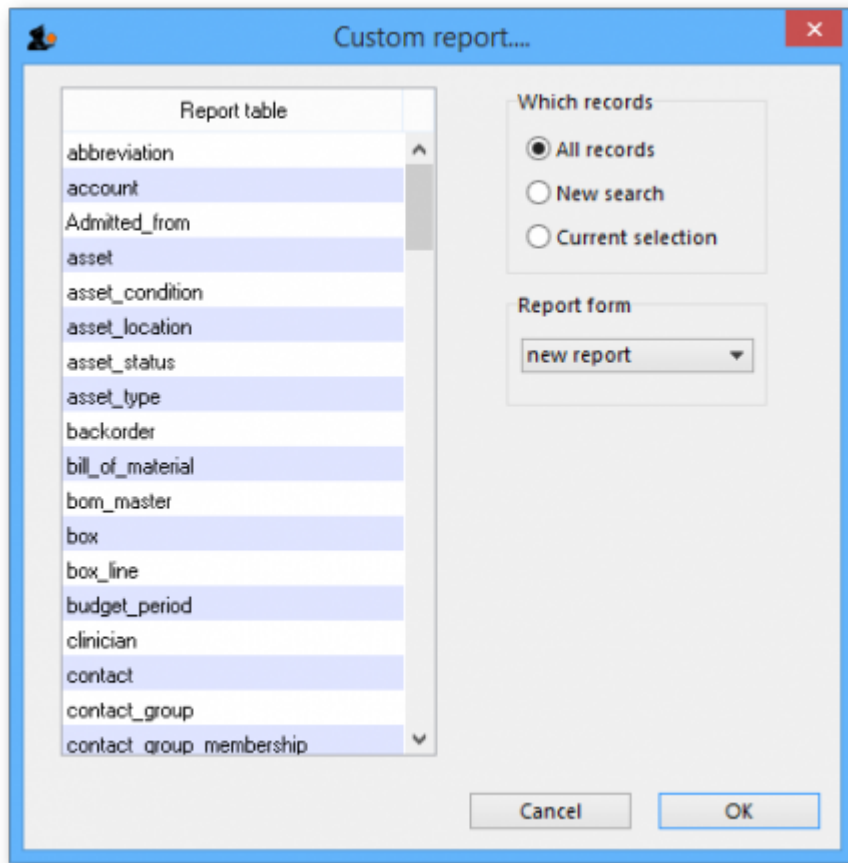 Custom report....
Report table
abbreviation
account
Admitted_from
asset
asset_condition
asset_location
asset_status
asset_type
backorder
bill_of_material
bom_master
box
box_line
budget_period
clinician
contact
contact_group
contact_group_membership
Which records
All records
New search
Current selection
Report form
new report
Cancel
OK